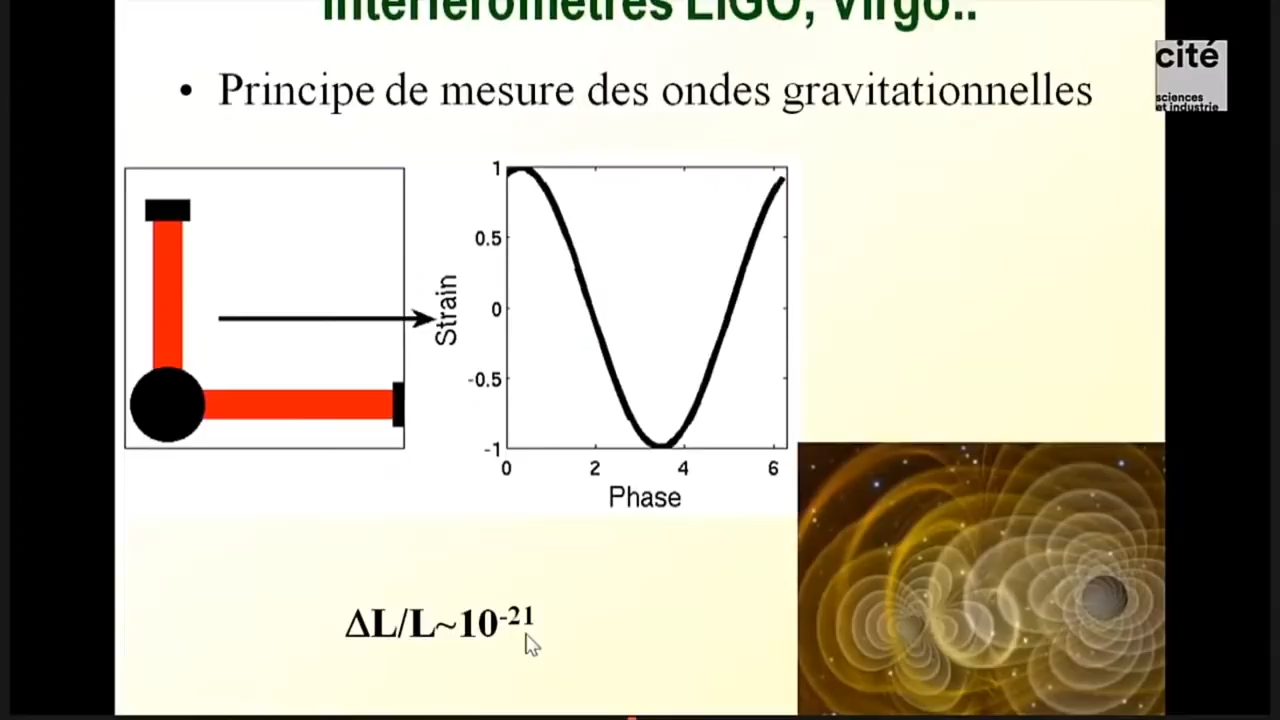 Interféromètres LIGO, Virgo..
cité
sciences
et industrie
• Principe de mesure des ondes gravitationnelles
1
0.5
0
-0.5
-1
Strain
0 2 4 6
Phase
ΔL/L~10⁻²¹